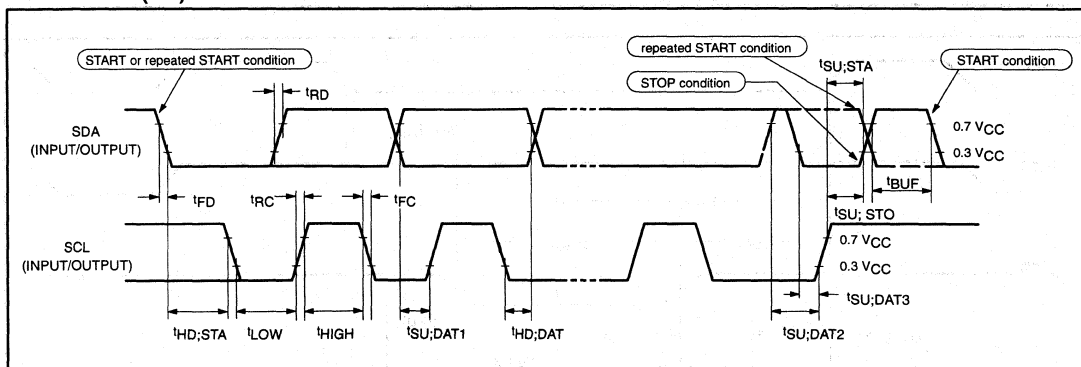 repeated START condition
START or repeated START condition
tSU;STA
START condition
STOP condition
tRD
SDA
(INPUT/OUTPUT)
0.7 VCC
0.3 VCC
tFD
tRC
tFC
tBUF
tSU; STO
SCL
(INPUT/OUTPUT)
0.7 VCC
0.3 VCC
tSU;DAT3
tHD;STA
tLOW
tHIGH
tSU;DAT1
tHD;DAT
tSU;DAT2